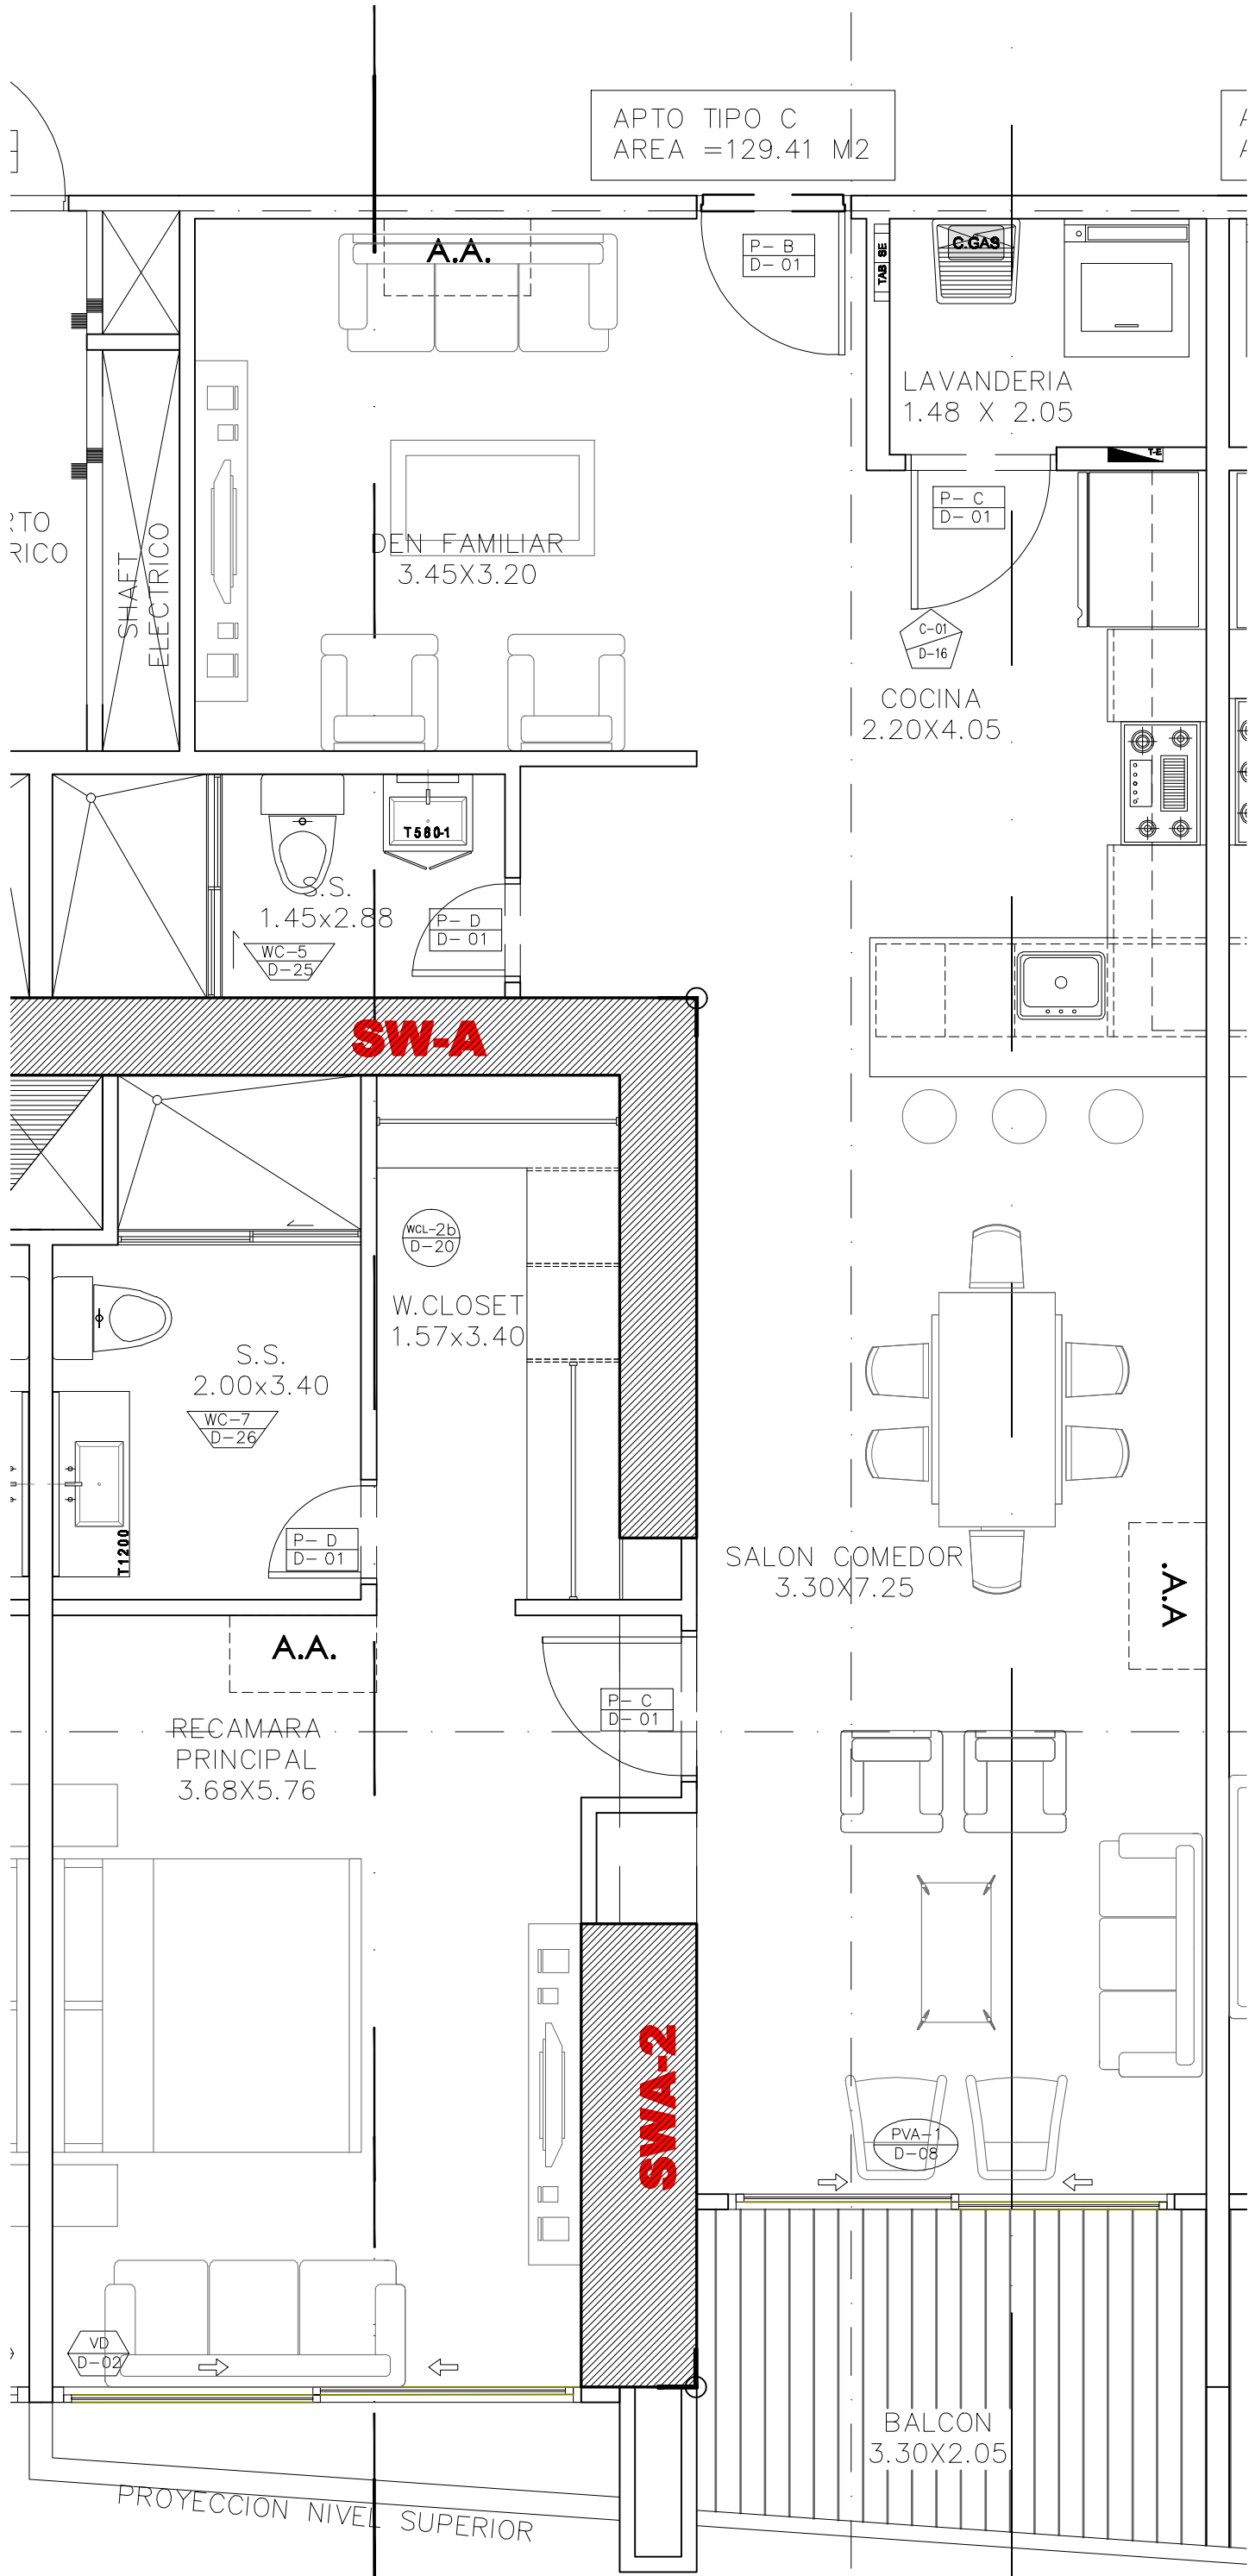 APTO TIPO C
AREA =129.41 M2
A.A.
P- B
D- 01
TAB SE
C.GAS
LAVANDERIA
1.48 X 2.05
T-E
P- C
D- 01
DEN FAMILIAR
3.45X3.20
SHAFT
ELECTRICO
RTO
RICO
C-01
D-16
COCINA
2.20X4.05
T560-1
S.S.
1.45x2.88
P- D
D- 01
WC-5
D-25
SW-A
WCL-2b
D-20
W.CLOSET
1.57x3.40
S.S.
2.00x3.40
WC-7
D-26
T1200
P- D
D- 01
SALON COMEDOR
3.30X7.25
A.A.
A.A.
P- C
D- 01
RECAMARA
PRINCIPAL
3.68X5.76
SWA-2
PVA-1
D-08
VD
D-02
BALCON
3.30X2.05
PROYECCION NIVEL SUPERIOR